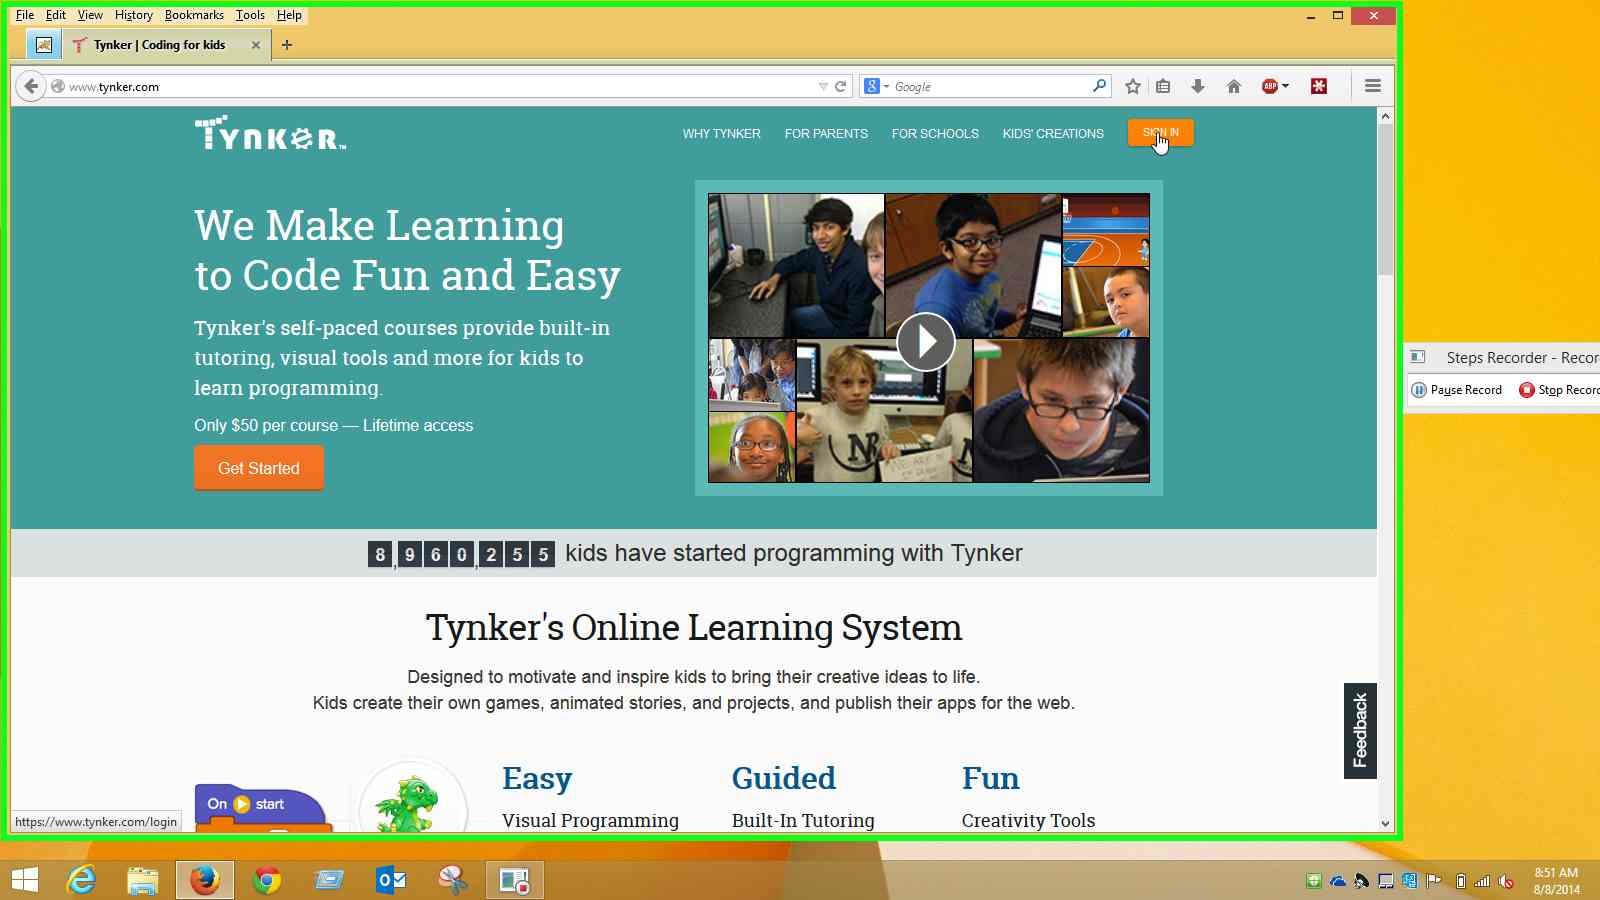 File Edit View History Bookmarks Tools Help
Tynker | Coding for kids
www.tynker.com
Google
ABP
TYNKER
WHY TYNKER FOR PARENTS FOR SCHOOLS KIDS' CREATIONS SIGN IN
We Make Learning
to Code Fun and Easy
Tynker's self-paced courses provide built-in
tutoring, visual tools and more for kids to
learn programming.
Only $50 per course — Lifetime access
Get Started
8,960,255 kids have started programming with Tynker
Tynker's Online Learning System
Designed to motivate and inspire kids to bring their creative ideas to life.
Kids create their own games, animated stories, and projects, and publish their apps for the web.
Feedback
On start
Easy Guided Fun
Visual Programming Built-In Tutoring Creativity Tools
https://www.tynker.com/login
Steps Recorder - Recor
Pause Record Stop Recor
8:51 AM
8/8/2014